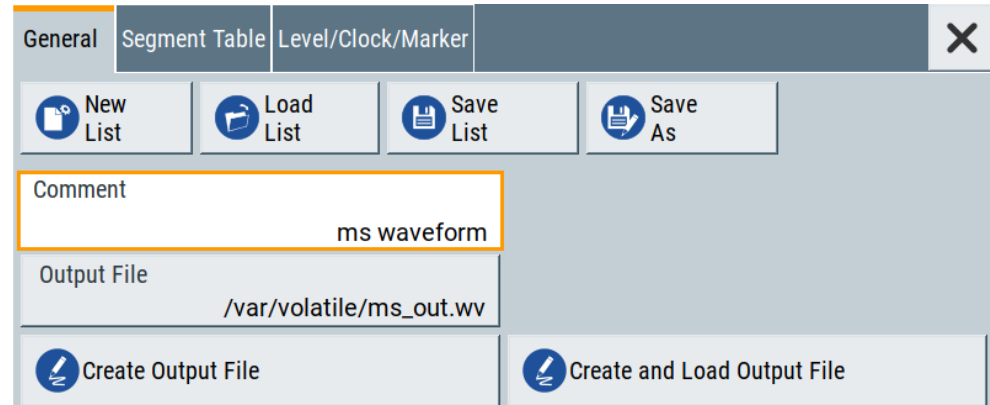 General Segment Table Level/Clock/Marker
New List Load List Save List Save As
Comment
ms waveform
Output File
/var/volatile/ms_out.wv
Create Output File Create and Load Output File